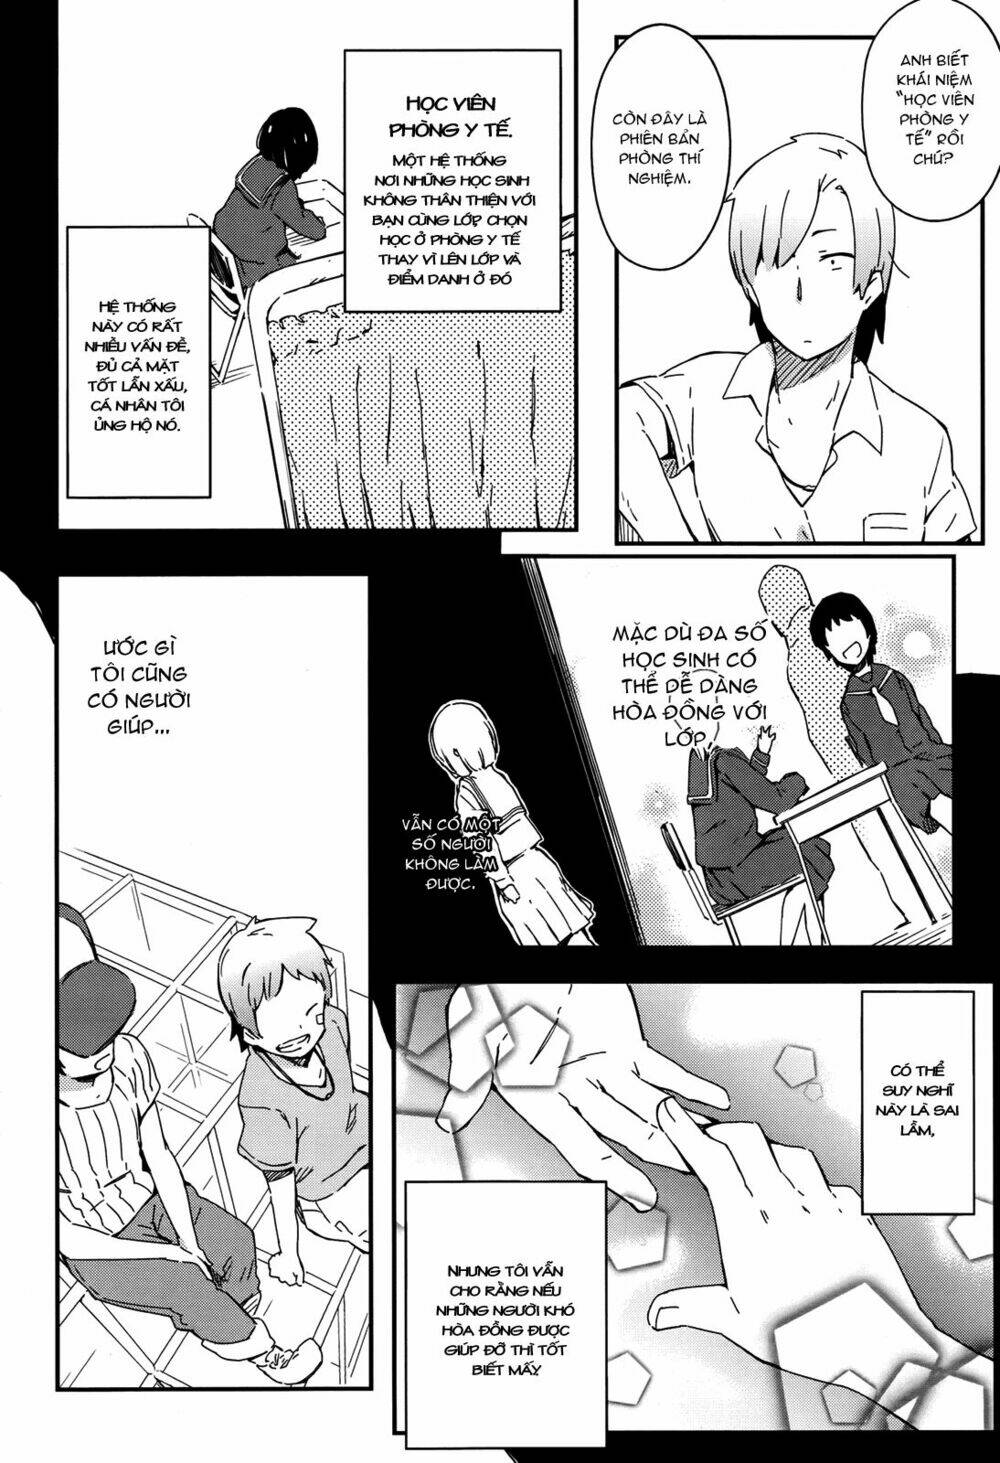 ANH BIẾT
KHÁI NIỆM
"HỌC VIÊN
PHÒNG Y
TẾ" RỒI
CHỨ?
CÒN ĐÂY LÀ
PHIÊN BẢN
PHÒNG THÍ
NGHIỆM.
HỌC VIÊN
PHÒNG Y TẾ.
MỘT HỆ THỐNG
NƠI NHỮNG HỌC SINH
KHÔNG THÂN THIỆN VỚI
BẠN CÙNG LỚP, CHỌN
HỌC Ở PHÒNG Y TẾ
THAY VÌ LÊN LỚP VÀ
ĐIỂM DANH Ở ĐÓ
HỆ THỐNG
NÀY CÓ RẤT
NHIỀU VẤN ĐỀ,
ĐỦ CẢ MẶT
TỐT LẪN XẤU,
CÁ NHÂN TÔI
ỦNG HỘ NÓ.
MẶC DÙ ĐA SỐ
HỌC SINH CÓ
THỂ DỄ DÀNG
HÒA ĐỒNG VỚI
LỚP
VẪN CÓ MỘT
SỐ NGƯỜI
KHÔNG LÀM
ĐƯỢC.
ƯỚC GÌ
TÔI CŨNG
CÓ NGƯỜI
GIÚP...
CÓ THỂ
SUY NGHĨ
NÀY LÀ SAI
LẦM,
NHƯNG TÔI VẪN
CHO RẰNG NẾU
NHỮNG NGƯỜI KHÓ
HÒA ĐỒNG ĐƯỢC
GIÚP ĐỠ THÌ TỐT
BIẾT MẤY